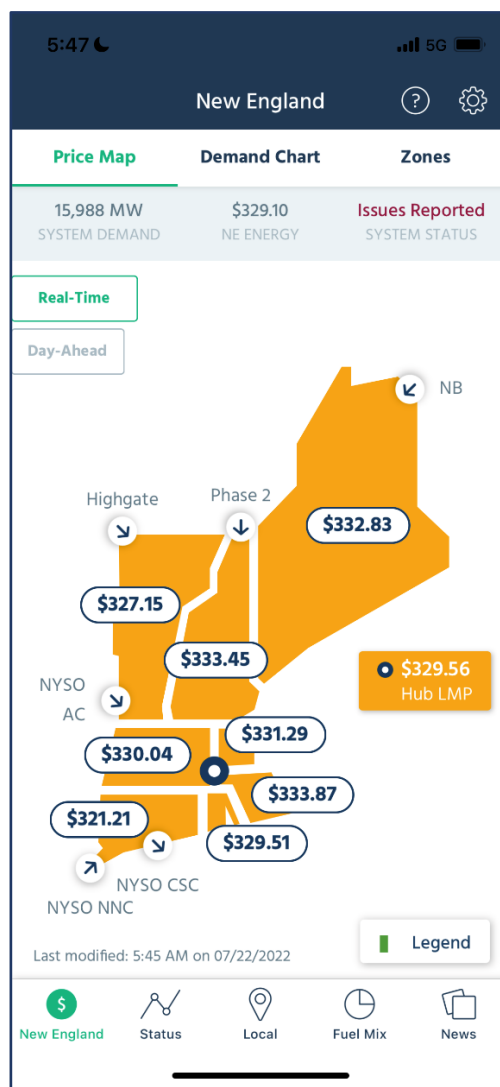 5:47
5G
New England
?
Price Map
Demand Chart
Zones
15,988 MW
$329.10
Issues Reported
SYSTEM DEMAND
NE ENERGY
SYSTEM STATUS
Real-Time
Day-Ahead
NB
Highgate
Phase 2
$332.83
$327.15
$333.45
$329.56
Hub LMP
NYSO
AC
$331.29
$330.04
$333.87
$321.21
$329.51
NYSO CSC
NYSO NNC
Legend
Last modified: 5:45 AM on 07/22/2022
$
New England
Status
Local
Fuel Mix
News